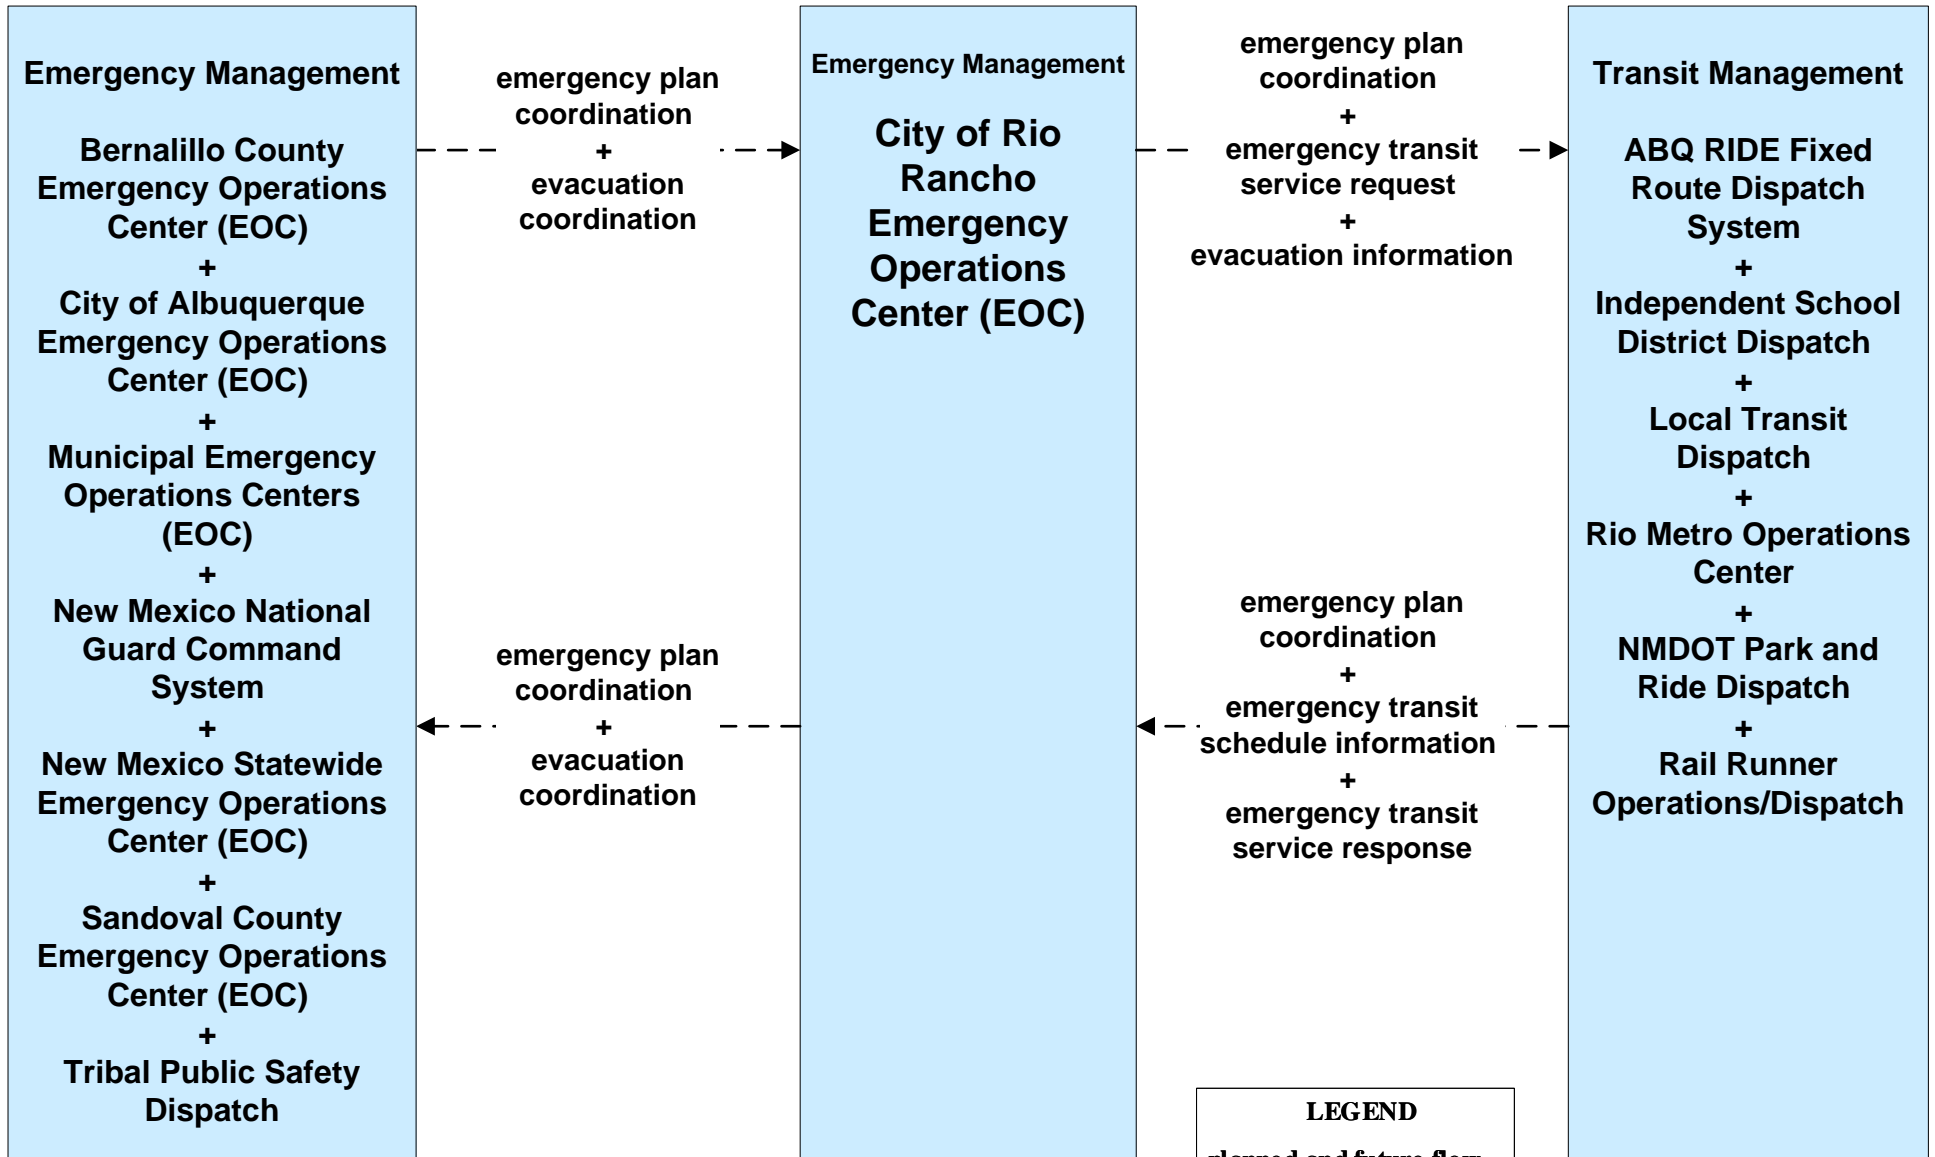 Emergency Management
Bernalillo County
Emergency Operations
Center (EOC)
+
City of Albuquerque
Emergency Operations
Center (EOC)
+
Municipal Emergency
Operations Centers
(EOC)
+
New Mexico National
Guard Command
System
+
New Mexico Statewide
Emergency Operations
Center (EOC)
+
Sandoval County
Emergency Operations
Center (EOC)
+
Tribal Public Safety
Dispatch
emergency plan
coordination
+
evacuation
coordination
emergency plan
coordination
+
evacuation
coordination
Emergency Management
City of Rio
Rancho
Emergency
Operations
Center (EOC)
emergency plan
coordination
+
emergency transit
service request
+
evacuation information
emergency plan
coordination
+
emergency transit
schedule information
+
emergency transit
service response
LEGEND
planned and future flow
Transit Management
ABQ RIDE Fixed
Route Dispatch
System
+
Independent School
District Dispatch
+
Local Transit
Dispatch
+
Rio Metro Operations
Center
+
NMDOT Park and
Ride Dispatch
+
Rail Runner
Operations/Dispatch